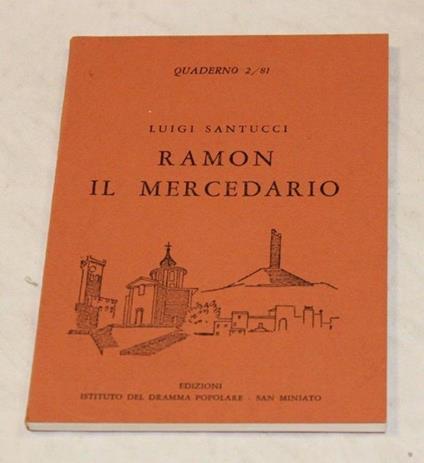 QUADERNO 2/81
LUIGI SANTUCCI
RAMON
IL MERCEDARIO
EDIZIONI
ISTITUTO DEL DRAMMA POPOLARE - SAN MINIATO